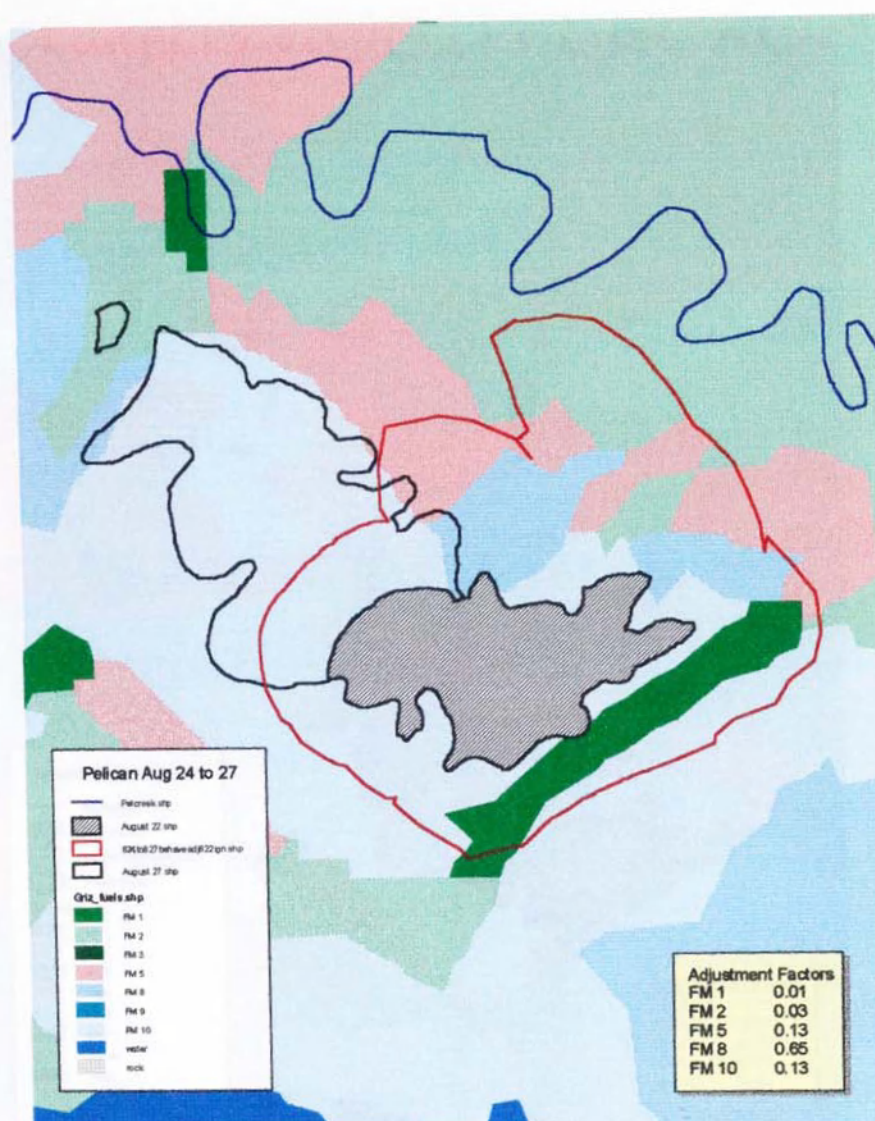 Pelican Aug 24 to 27
Pelcreek.shp
August 22 shp
August 27 shp
Griz_fuels.shp
FM 1
FM 2
FM 3
FM 5
FM 8
FM 9
FM 10
water
rock
Adjustment Factors
FM 1 0.01
FM 2 0.03
FM 5 0.13
FM 8 0.65
FM 10 0.13